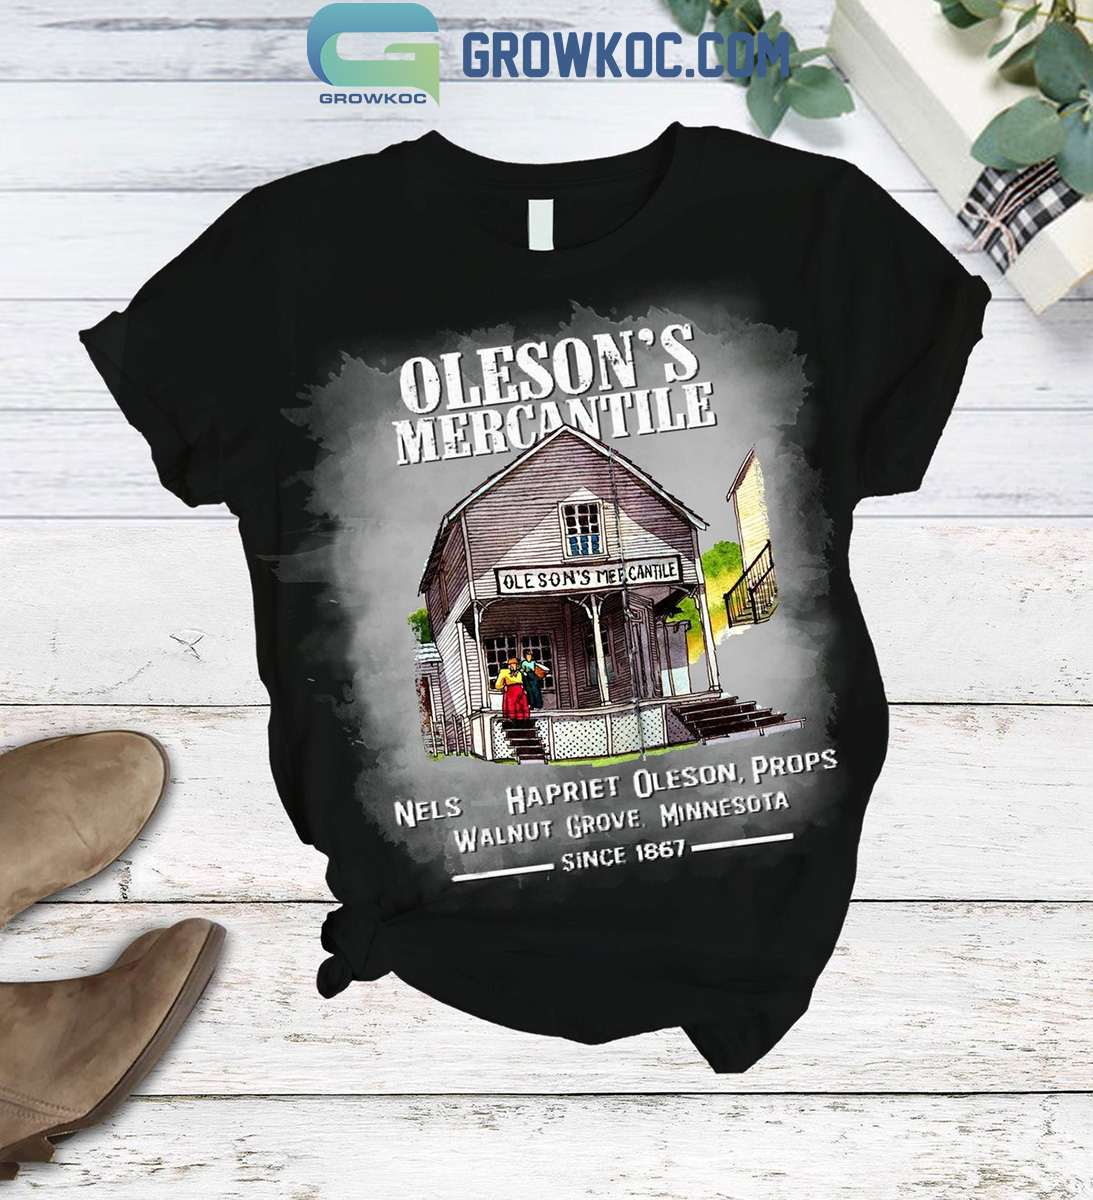 GROWKOC
GROWKOC.COM
OLESON'S
MERCANTILE
OLESON'S MERCANTILE
NELS HAPRIET OLESON, PROPS
WALNUT GROVE, MINNESOTA
SINCE 1867